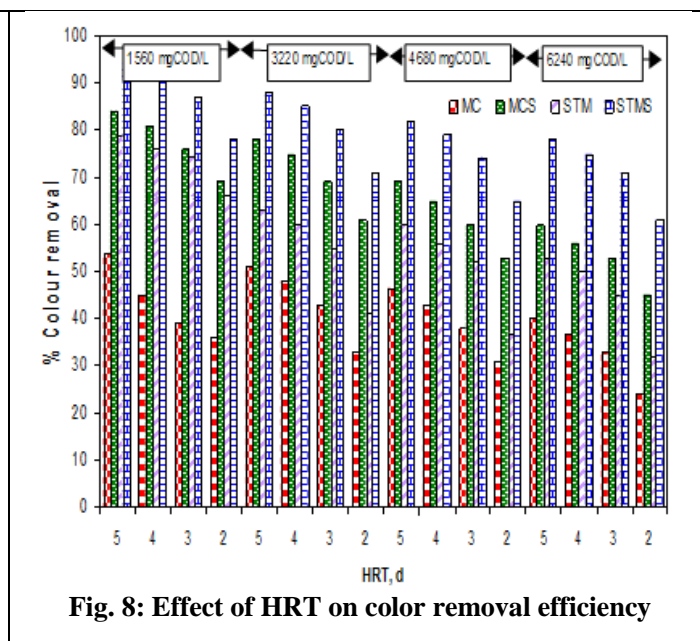 100
90
80
70
60
50
40
30
20
10
0
% Colour removal
1560 mgCOD/L 3220 mgCOD/L 4680 mgCOD/L 6240 mgCOD/L
MC MCS STM STMS
5 4 3 2 5 4 3 2 5 4 3 2 5 4 3 2
HRT, d
Fig. 8: Effect of HRT on color removal efficiency